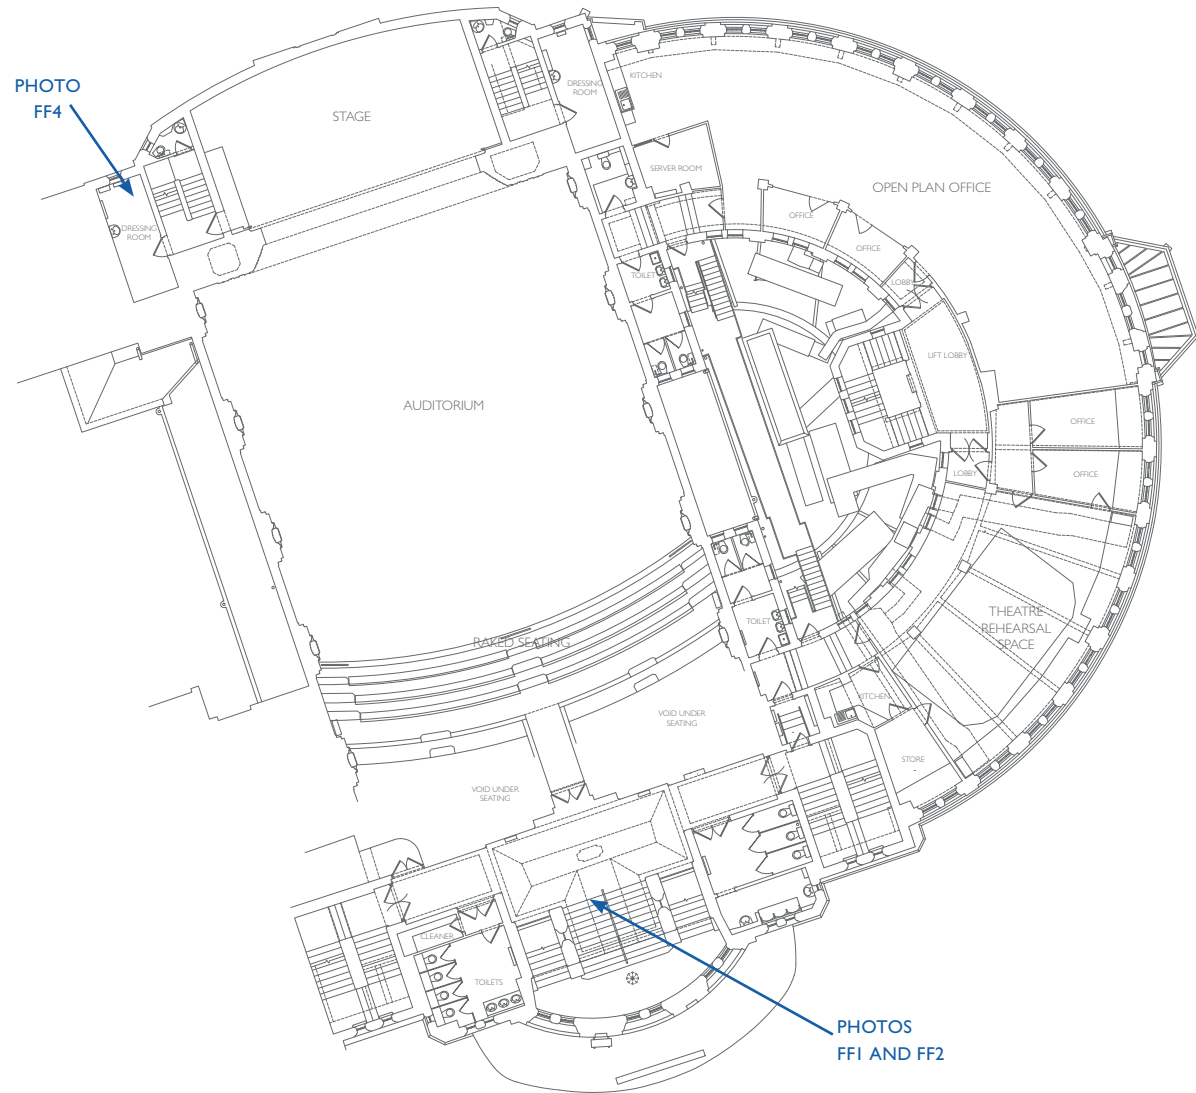 PHOTO
FF4
STAGE
DRESSING
ROOM
KITCHEN
DRESSING
ROOM
SERVER ROOM
OPEN PLAN OFFICE
OFFICE
OFFICE
LOBBY
TOILET
LIFT LOBBY
AUDITORIUM
OFFICE
OFFICE
LOBBY
RAKED SEATING
TOILET
THEATRE
REHEARSAL
SPACE
KITCHEN
VOID UNDER
SEATING
STORE
VOID UNDER
SEATING
CLEANER
TOILETS
PHOTOS
FF1 AND FF2